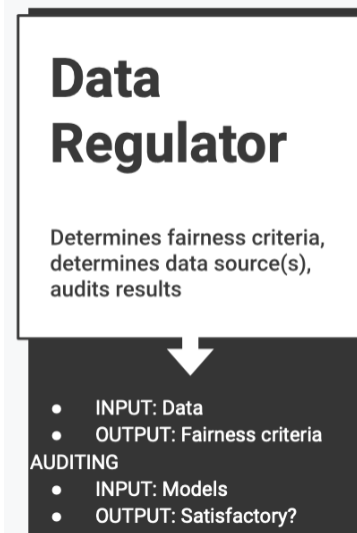 Data
Regulator
Determines fairness criteria,
determines data source(s),
audits results
● INPUT: Data
● OUTPUT: Fairness criteria
AUDITING
● INPUT: Models
● OUTPUT: Satisfactory?